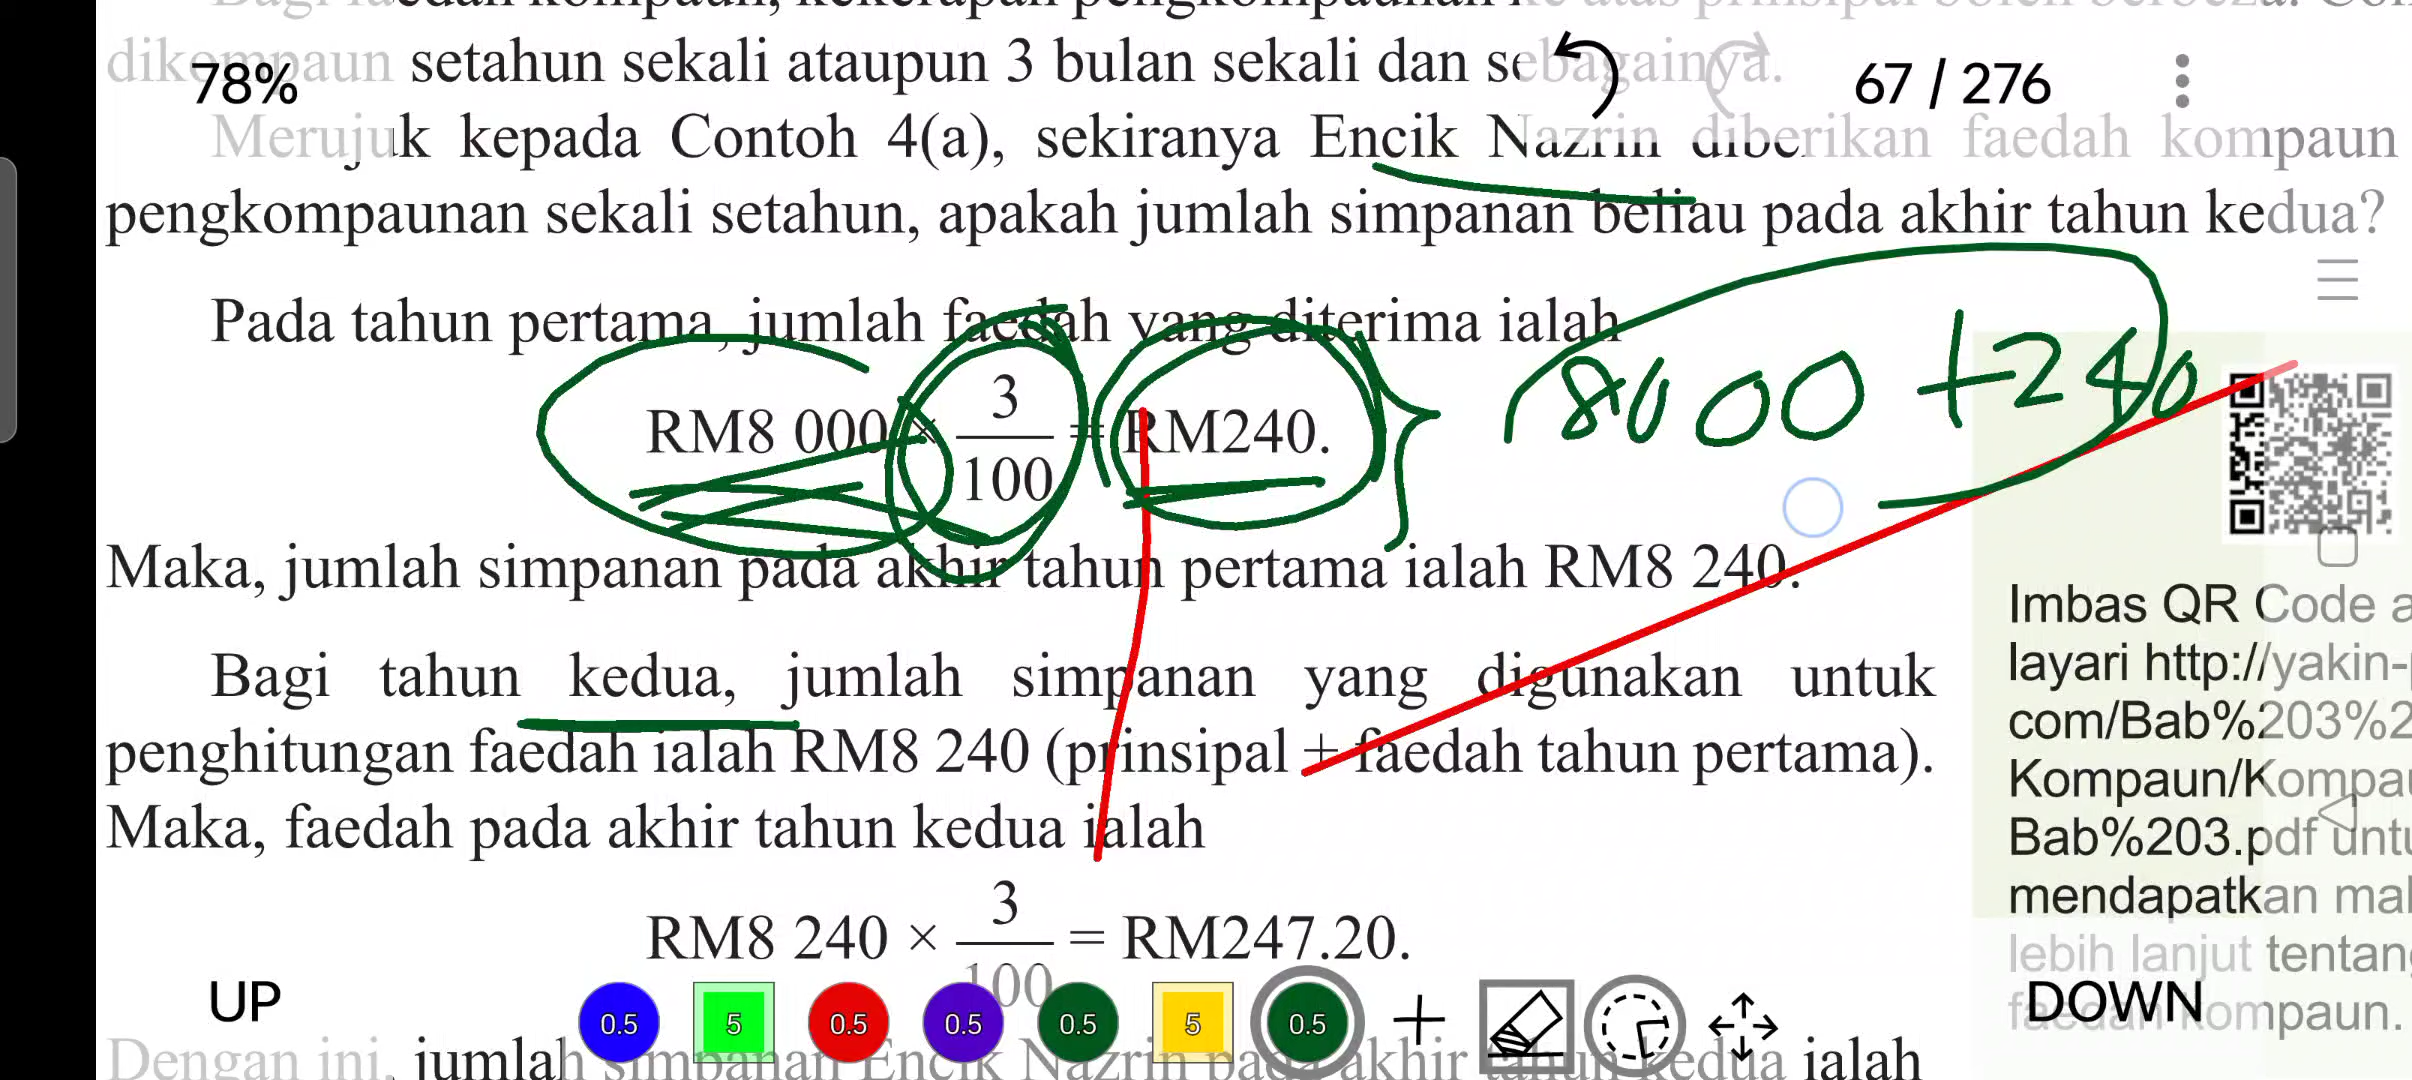 dikompaun setahun sekali ataupun 3 bulan sekali dan sebagainya.
78%
67 / 276
Merujuk kepada Contoh 4(a), sekiranya Encik Nazrin diberikan faedah kompaun
pengkompaunan sekali setahun, apakah jumlah simpanan beliau pada akhir tahun kedua?
Pada tahun pertama, jumlah faedah yang diterima ialah
RM8 000 × 3/100 = RM240.
8000 + 240
Maka, jumlah simpanan pada akhir tahun pertama ialah RM8 240.
Bagi tahun kedua, jumlah simpanan yang digunakan untuk
penghitungan faedah ialah RM8 240 (prinsipal + faedah tahun pertama).
Maka, faedah pada akhir tahun kedua ialah
RM8 240 × 3/100 = RM247.20.
Dengan ini, jumlah simpanan Encik Nazrin pada akhir tahun kedua ialah
Imbas QR Code a
layari http://yakin-
com/Bab%203%2
Kompaun/Kompau
Bab%203.pdf untu
mendapatkan mak
lebih lanjut tentang
faedah kompaun.
UP
0.5
5
0.5
0.5
0.5
5
0.5
DOWN